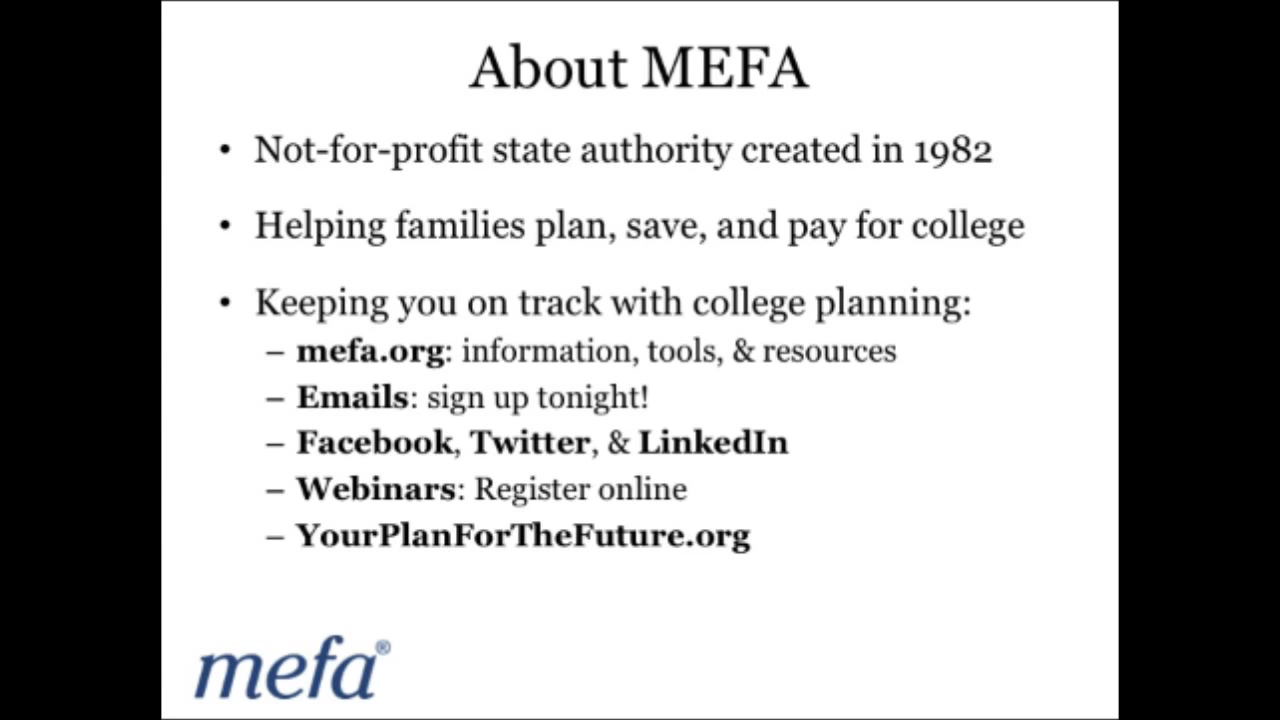 About MEFA
• Not-for-profit state authority created in 1982
• Helping families plan, save, and pay for college
• Keeping you on track with college planning:
– mefa.org: information, tools, & resources
– Emails: sign up tonight!
– Facebook, Twitter, & LinkedIn
– Webinars: Register online
– YourPlanForTheFuture.org
mefa®